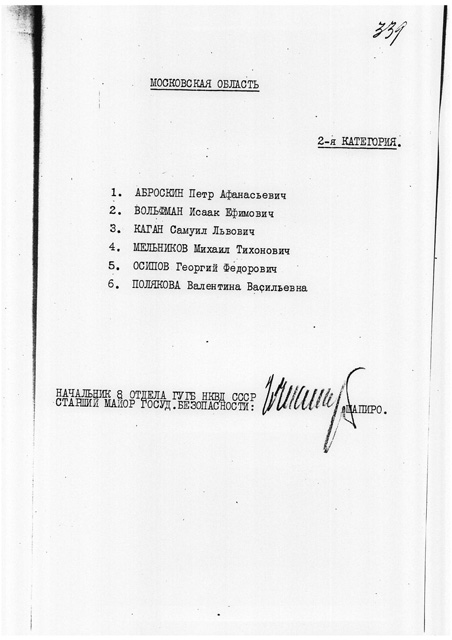 339
МОСКОВСКАЯ ОБЛАСТЬ
2-я КАТЕГОРИЯ.
1. АБРОСКИН Петр Афанасьевич
2. ВОЛЬФМАН Исаак Ефимович
3. КАГАН Самуил Львович
4. МЕЛЬНИКОВ Михаил Тихонович
5. ОСИПОВ Георгий Федорович
6. ПОЛЯКОВА Валентина Васильевна
НАЧАЛЬНИК 8 ОТДЕЛА ГУГБ НКВД СССР
СТАРШИЙ МАЙОР ГОСУД.БЕЗОПАСНОСТИ: ШАПИРО.